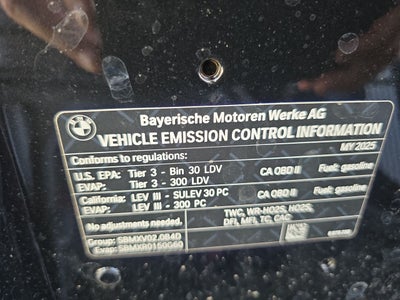 BMW
Bayerische Motoren Werke AG
VEHICLE EMISSION CONTROL INFORMATION
Conforms to regulations: MY 2025
U.S. EPA: Tier 3 - Bin 30 LDV CA OBD II Fuel: gasoline
EVAP: Tier 3 - 300 LDV
California: LEV III - SULEV 30 PC CA OBD II Fuel: gasoline
EVAP: LEV III - 300 PC
No adjustments needed. TWC, WR-HO2S, HO2S,
Group: SBMXV02.0B4D DFI, MFI, TC, CAC
Evap: SBMXR0150G60